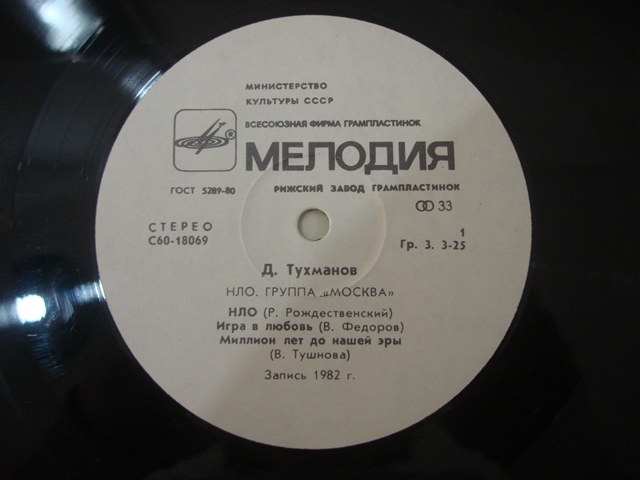 МИНИСТЕРСТВО
КУЛЬТУРЫ СССР
ВСЕСОЮЗНАЯ ФИРМА ГРАМПЛАСТИНОК
®
МЕЛОДИЯ
ГОСТ 5289-80
РИЖСКИЙ ЗАВОД ГРАМПЛАСТИНОК
33
СТЕРЕО
С60-18069
1
Гр. 3. 3-25
Д. Тухманов
НЛО. ГРУППА «МОСКВА»
НЛО (Р. Рождественский)
Игра в любовь (В. Федоров)
Миллион лет до нашей эры
(В. Тушнова)
Запись 1982 г.